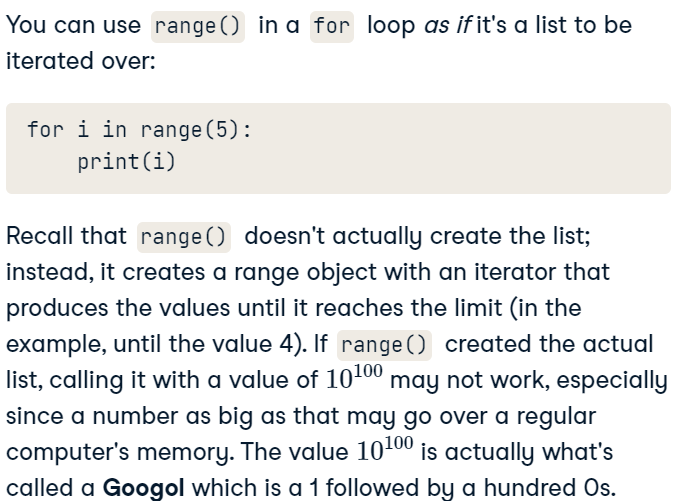 You can use range() in a for loop as if it's a list to be
iterated over:
for i in range(5):
    print(i)
Recall that range() doesn't actually create the list;
instead, it creates a range object with an iterator that
produces the values until it reaches the limit (in the
example, until the value 4). If range() created the actual
list, calling it with a value of 10¹⁰⁰ may not work, especially
since a number as big as that may go over a regular
computer's memory. The value 10¹⁰⁰ is actually what's
called a Googol which is a 1 followed by a hundred 0s.